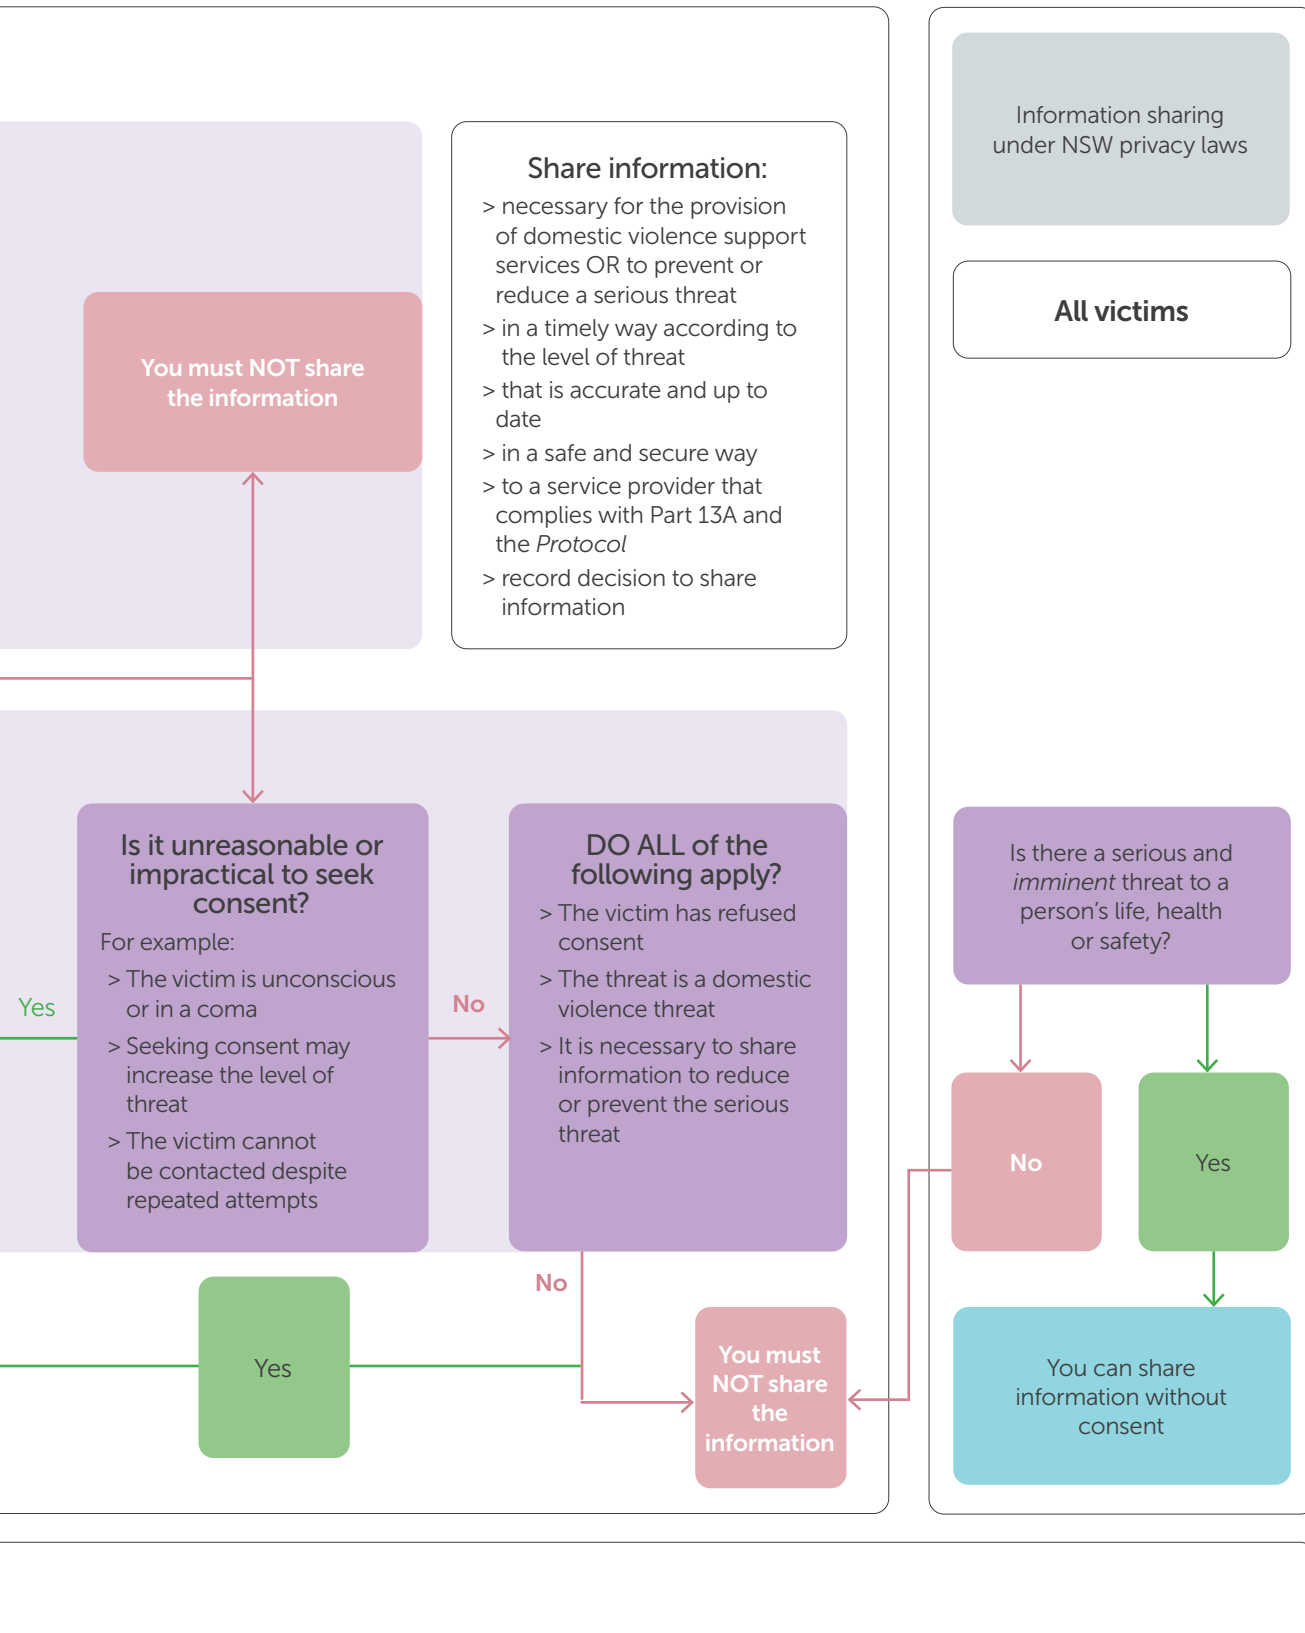 You must NOT share
the information
Share information:
> necessary for the provision
of domestic violence support
services OR to prevent or
reduce a serious threat
> in a timely way according to
the level of threat
> that is accurate and up to
date
> in a safe and secure way
> to a service provider that
complies with Part 13A and
the Protocol
> record decision to share
information
Information sharing
under NSW privacy laws
All victims
Yes
Is it unreasonable or
impractical to seek
consent?
For example:
> The victim is unconscious
or in a coma
> Seeking consent may
increase the level of
threat
> The victim cannot
be contacted despite
repeated attempts
No
DO ALL of the
following apply?
> The victim has refused
consent
> The threat is a domestic
violence threat
> It is necessary to share
information to reduce
or prevent the serious
threat
Yes
No
You must
NOT share
the
information
Is there a serious and
imminent threat to a
person's life, health
or safety?
No
Yes
You can share
information without
consent